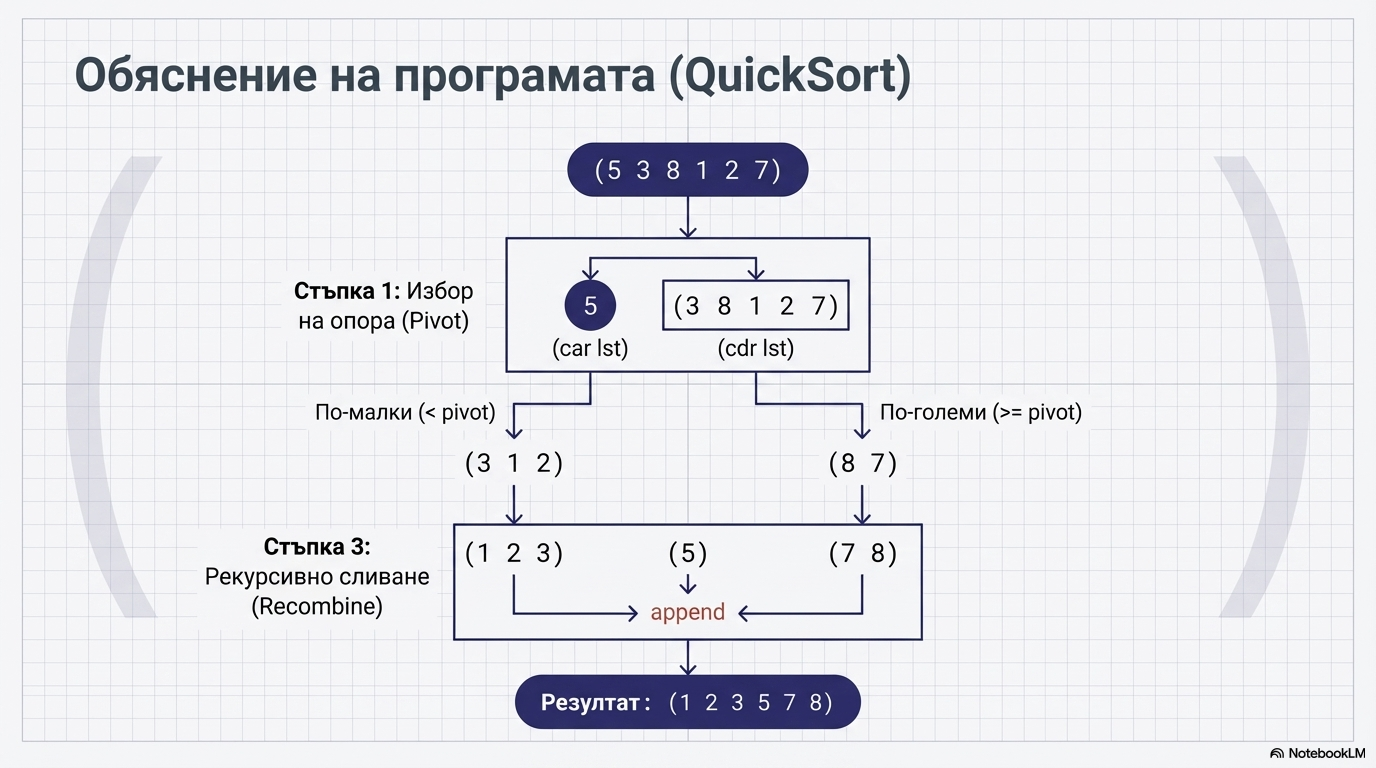 Обяснение на програмата (QuickSort)
(5 3 8 1 2 7)
Стъпка 1: Избор
на опора (Pivot)
5
(3 8 1 2 7)
(car lst)
(cdr lst)
По-малки (< pivot)
По-големи (>= pivot)
(3 1 2)
(8 7)
Стъпка 3:
Рекурсивно сливане
(Recombine)
(1 2 3)
(5)
(7 8)
append
Резултат: (1 2 3 5 7 8)
NotebookLM